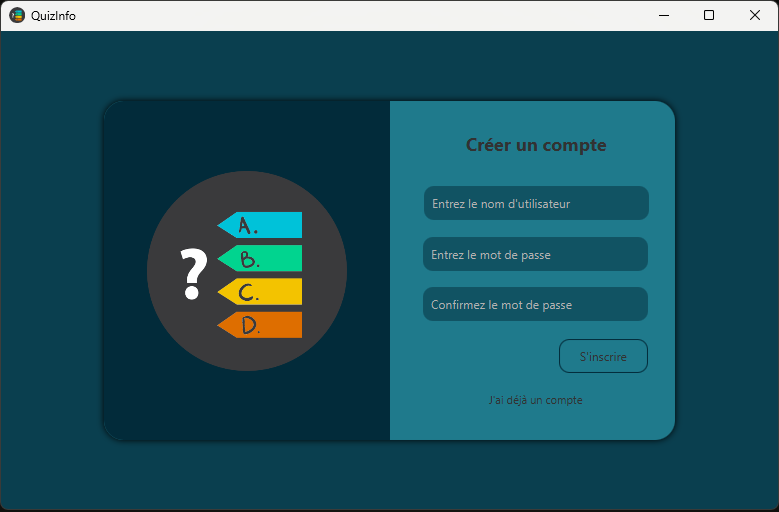 QuizInfo
Créer un compte
?
A.
B.
C.
D.
Entrez le nom d'utilisateur
Entrez le mot de passe
Confirmez le mot de passe
S'inscrire
J'ai déjà un compte